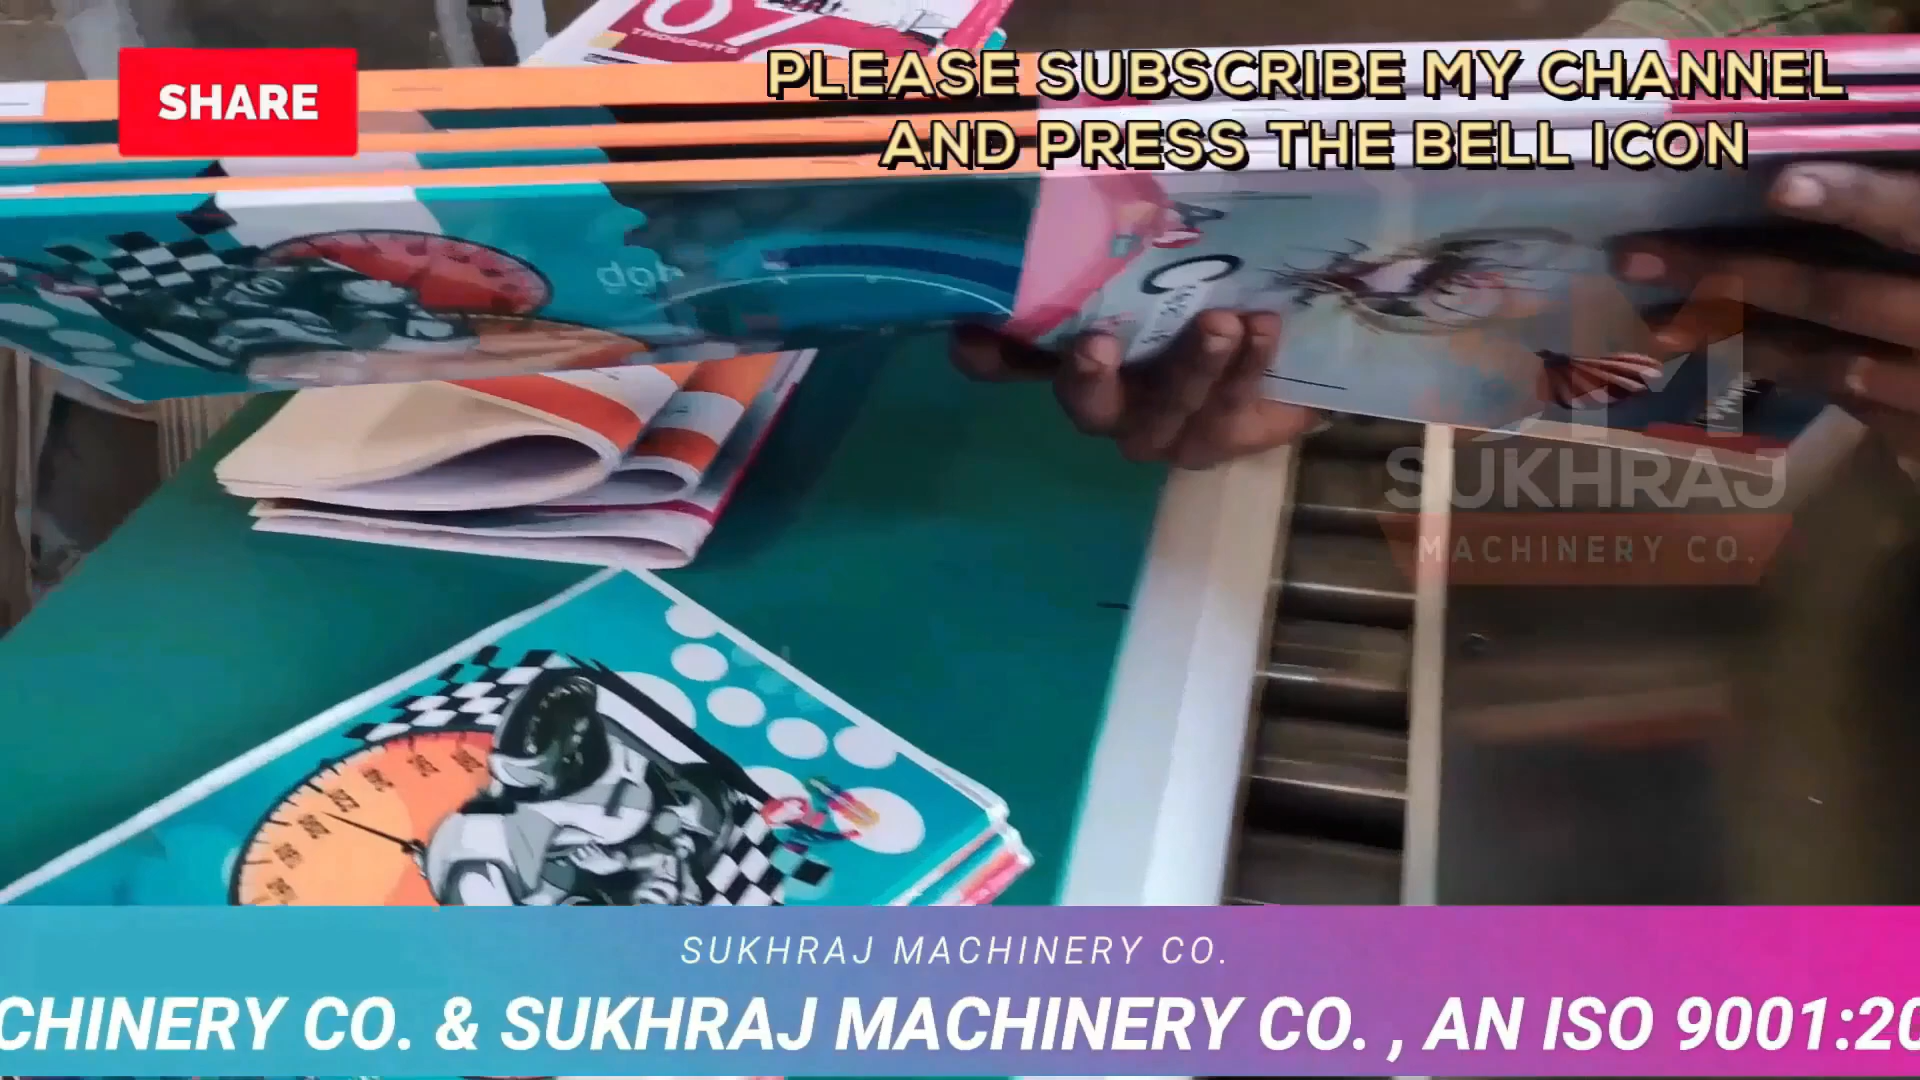 THOUGHTS
SHARE
PLEASE SUBSCRIBE MY CHANNEL
AND PRESS THE BELL ICON
SUKHRAJ
MACHINERY CO.
SUKHRAJ MACHINERY CO.
CHINERY CO. & SUKHRAJ MACHINERY CO. , AN ISO 9001:20